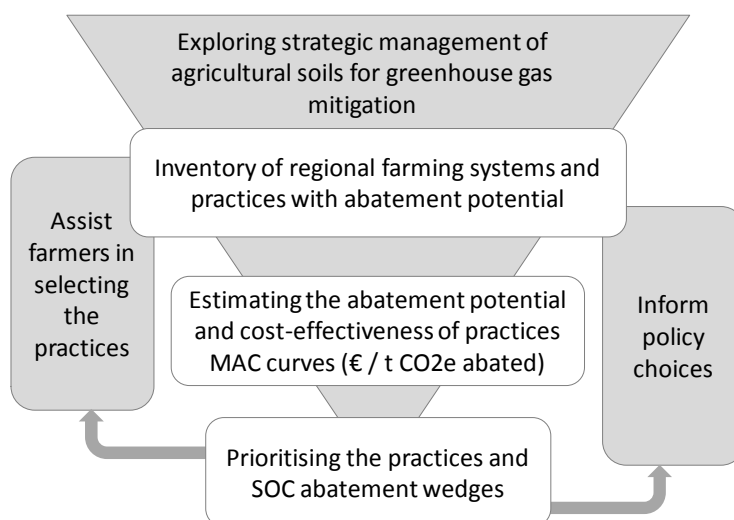 Exploring strategic management of
agricultural soils for greenhouse gas
mitigation
Inventory of regional farming systems and
practices with abatement potential
Assist
farmers in
selecting
the
practices
Estimating the abatement potential
and cost-effectiveness of practices
MAC curves (€ / t CO2e abated)
Inform
policy
choices
Prioritising the practices and
SOC abatement wedges